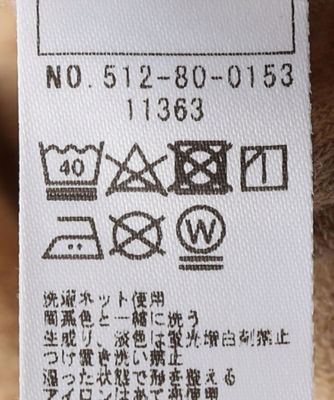 NO.512-80-0153
11363
40
W
洗濯ネット使用
同系色と一緒に洗う
生成り、淡色は蛍光増白剤禁止
つけ置き洗い禁止
湿った状態で形を整える